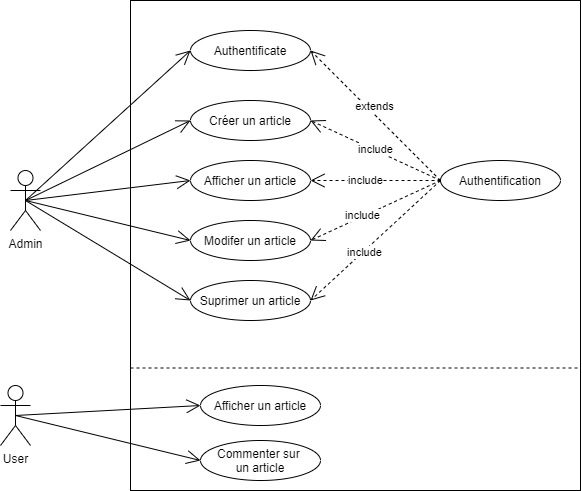 Authentificate
extends
Créer un article
include
Afficher un article
include
Authentification
Admin
include
Modifer un article
include
Suprimer un article
Afficher un article
User
Commenter sur
un article